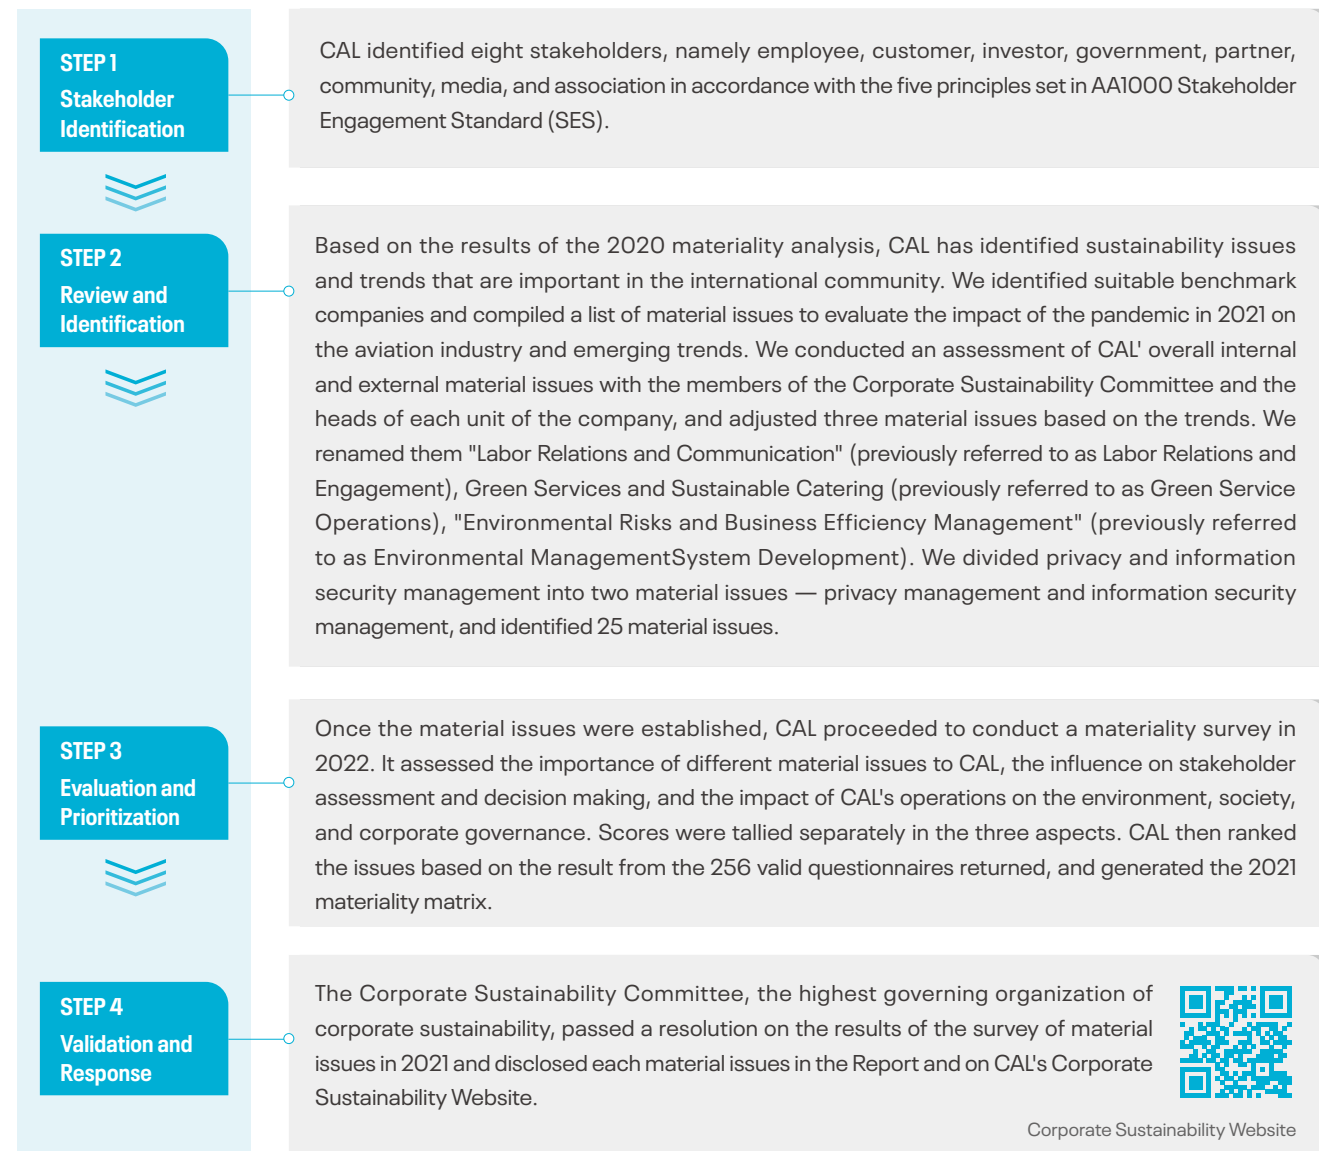 STEP 1
Stakeholder
Identification
CAL identified eight stakeholders, namely employee, customer, investor, government, partner,
community, media, and association in accordance with the five principles set in AA1000 Stakeholder
Engagement Standard (SES).
STEP 2
Review and
Identification
Based on the results of the 2020 materiality analysis, CAL has identified sustainability issues
and trends that are important in the international community. We identified suitable benchmark
companies and compiled a list of material issues to evaluate the impact of the pandemic in 2021 on
the aviation industry and emerging trends. We conducted an assessment of CAL' overall internal
and external material issues with the members of the Corporate Sustainability Committee and the
heads of each unit of the company, and adjusted three material issues based on the trends. We
renamed them "Labor Relations and Communication" (previously referred to as Labor Relations and
Engagement), Green Services and Sustainable Catering (previously referred to as Green Service
Operations), "Environmental Risks and Business Efficiency Management" (previously referred
to as Environmental ManagementSystem Development). We divided privacy and information
security management into two material issues — privacy management and information security
management, and identified 25 material issues.
STEP 3
Evaluation and
Prioritization
Once the material issues were established, CAL proceeded to conduct a materiality survey in
2022. It assessed the importance of different material issues to CAL, the influence on stakeholder
assessment and decision making, and the impact of CAL's operations on the environment, society,
and corporate governance. Scores were tallied separately in the three aspects. CAL then ranked
the issues based on the result from the 256 valid questionnaires returned, and generated the 2021
materiality matrix.
STEP 4
Validation and
Response
The Corporate Sustainability Committee, the highest governing organization of
corporate sustainability, passed a resolution on the results of the survey of material
issues in 2021 and disclosed each material issues in the Report and on CAL's Corporate
Sustainability Website.
Corporate Sustainability Website